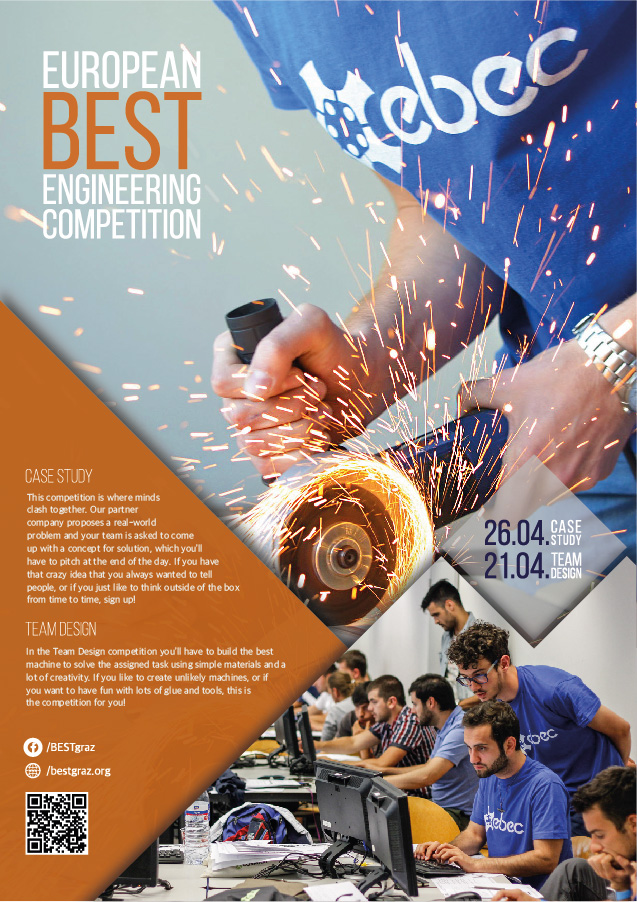 EUROPEAN
BEST
ENGINEERING
COMPETITION
ebec
CASE STUDY
This competition is where minds
clash together. Our partner
company proposes a real-world
problem and your team is asked to come
up with a concept for solution, which you'll
have to pitch at the end of the day. If you have
that crazy idea that you always wanted to tell
people, or if you just like to think outside of the box
from time to time, sign up!
26.04. CASE STUDY
21.04. TEAM DESIGN
TEAM DESIGN
In the Team Design competition you'll have to build the best
machine to solve the assigned task using simple materials and a
lot of creativity. If you like to create unlikely machines, or if
you want to have fun with lots of glue and tools, this is
the competition for you!
ebec
ebec
/BESTgraz
/bestgraz.org